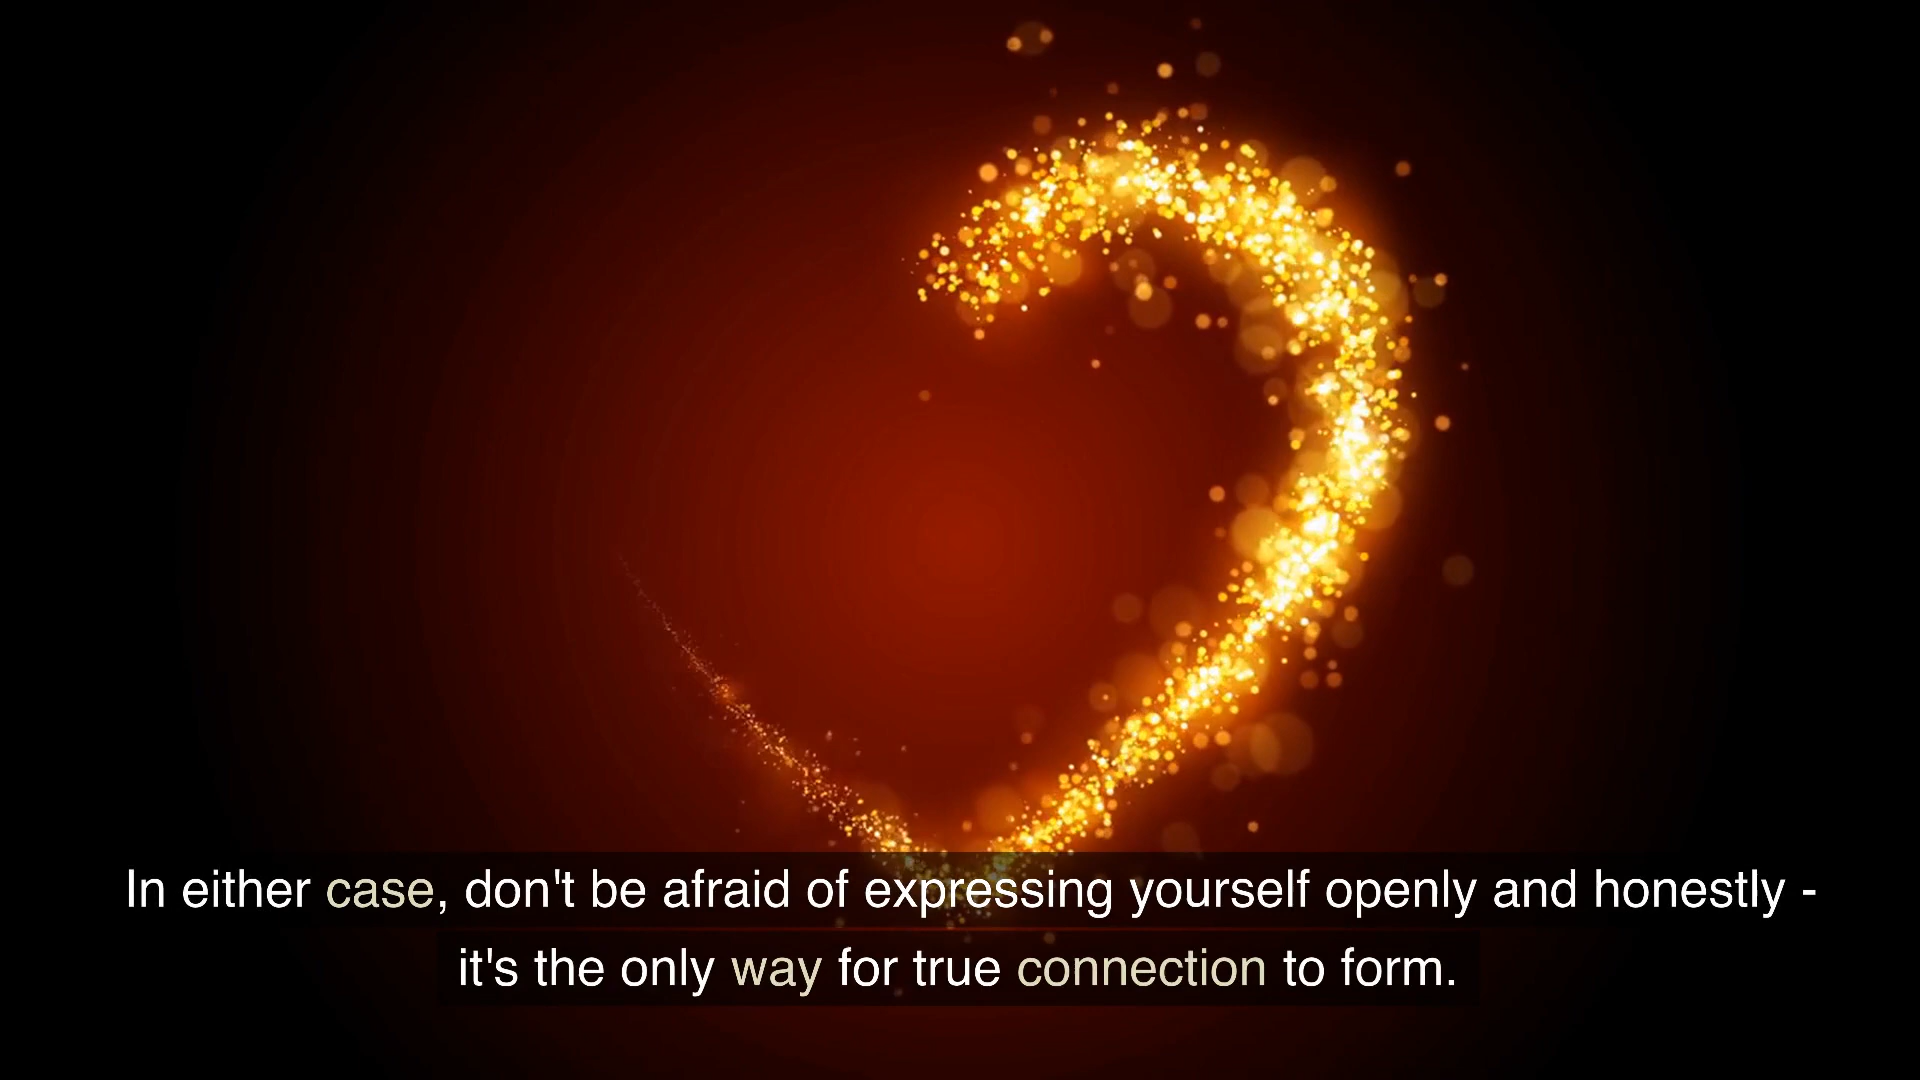 In either case, don't be afraid of expressing yourself openly and honestly -
it's the only way for true connection to form.